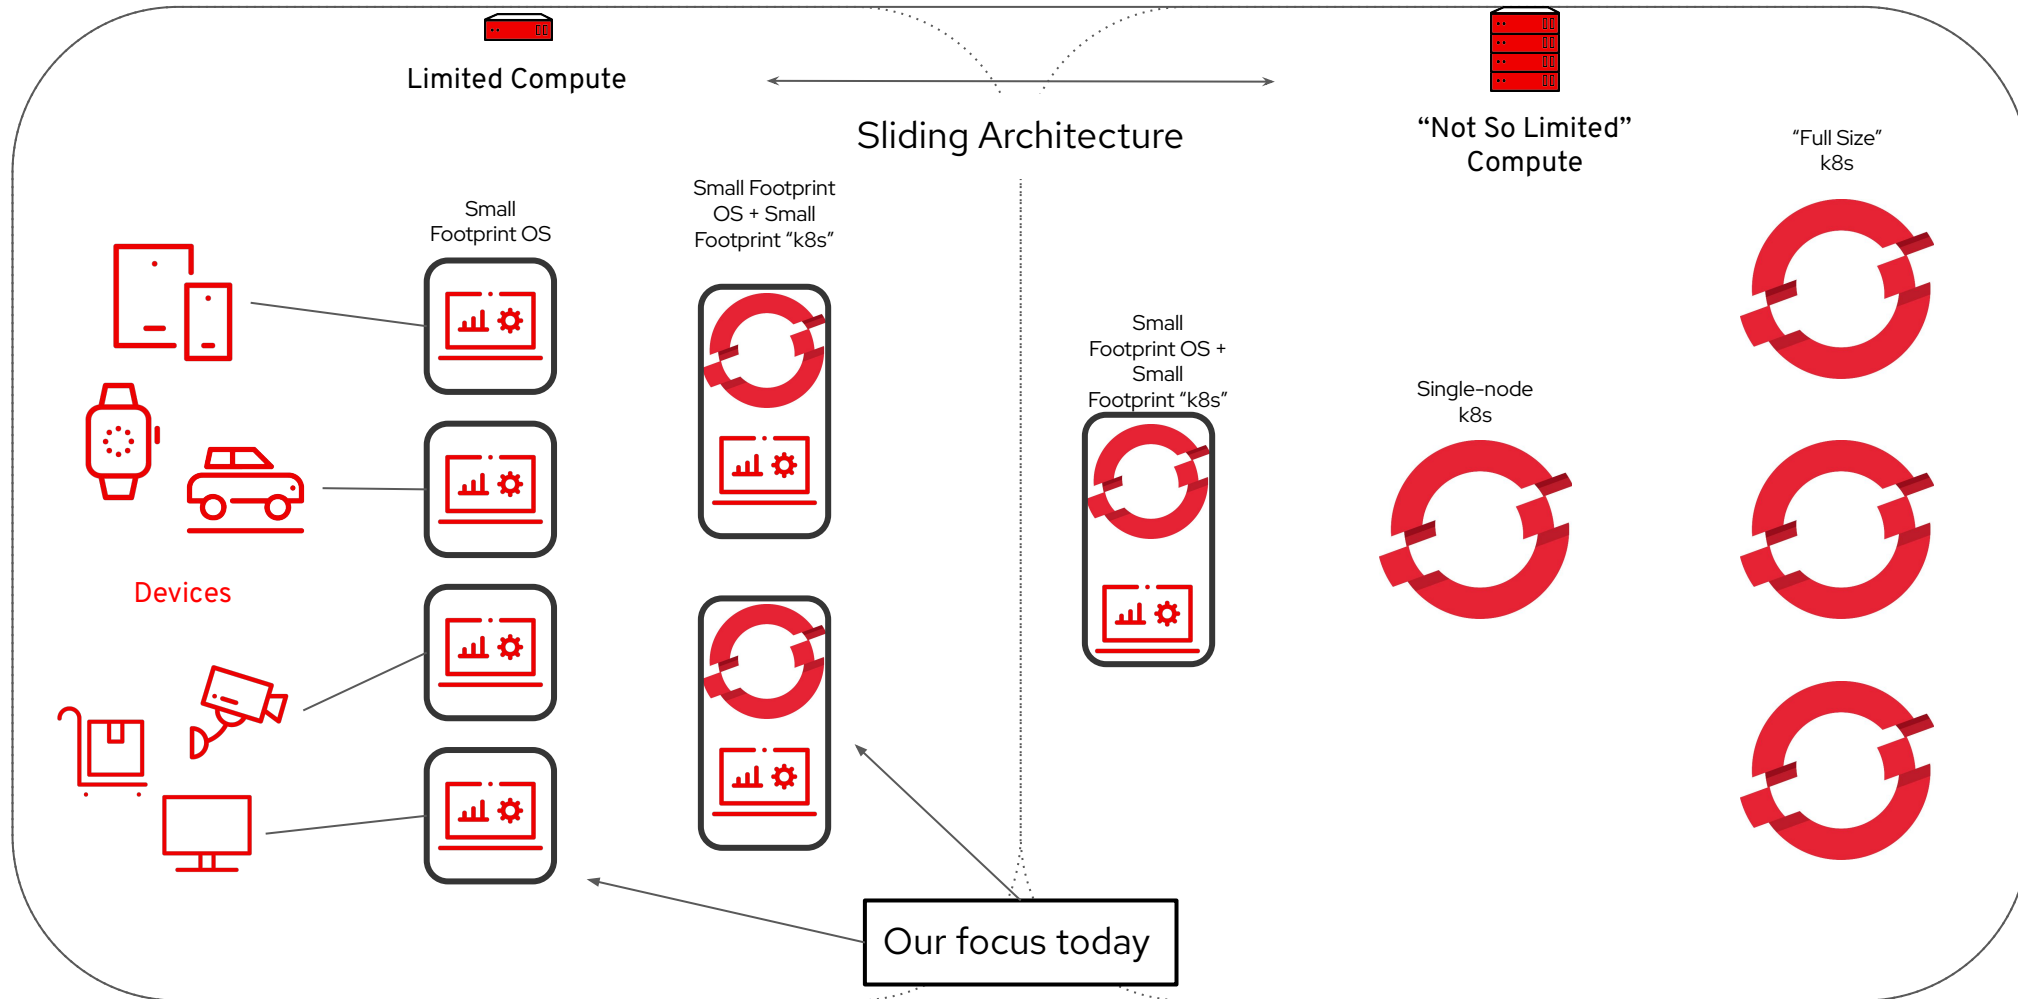 Limited Compute
Sliding Architecture
“Not So Limited”
Compute
“Full Size”
k8s
Small
Footprint OS
Small Footprint
OS + Small
Footprint “k8s”
Small
Footprint OS +
Small
Footprint “k8s”
Single-node
k8s
Devices
Our focus today